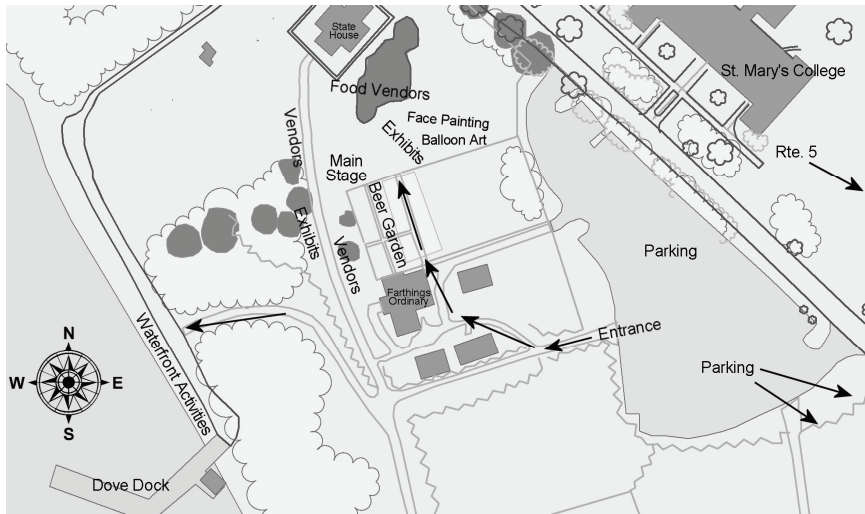 State
House
St. Mary's College
Food Vendors
Vendors
Face Painting
Balloon Art
Exhibits
Main
Stage
Rte. 5
Beer Garden
Exhibits
Vendors
Parking
Farthings
Ordinary
Entrance
Waterfront Activities
N
W
E
S
Parking
Dove Dock